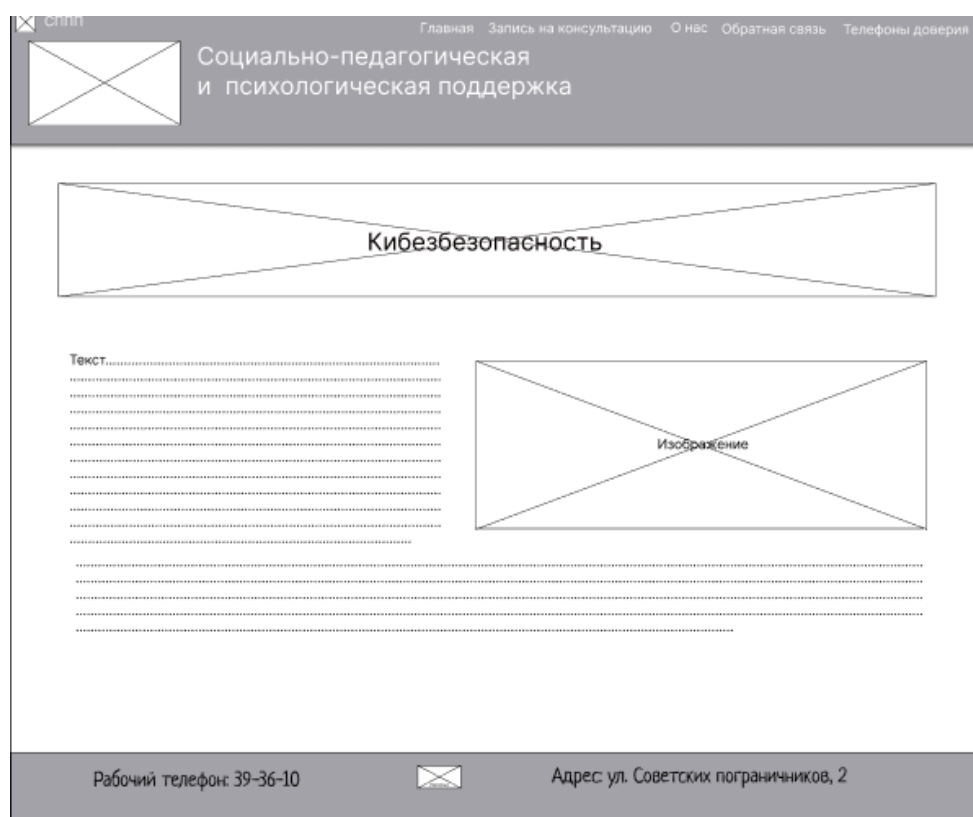 сппп
Главная Запись на консультацию О нас Обратная связь Телефоны доверия
Социально-педагогическая
и психологическая поддержка
Кибезбезопасность
Текст
Изображение
Рабочий телефон: 39-36-10
Адрес: ул. Советских пограничников, 2